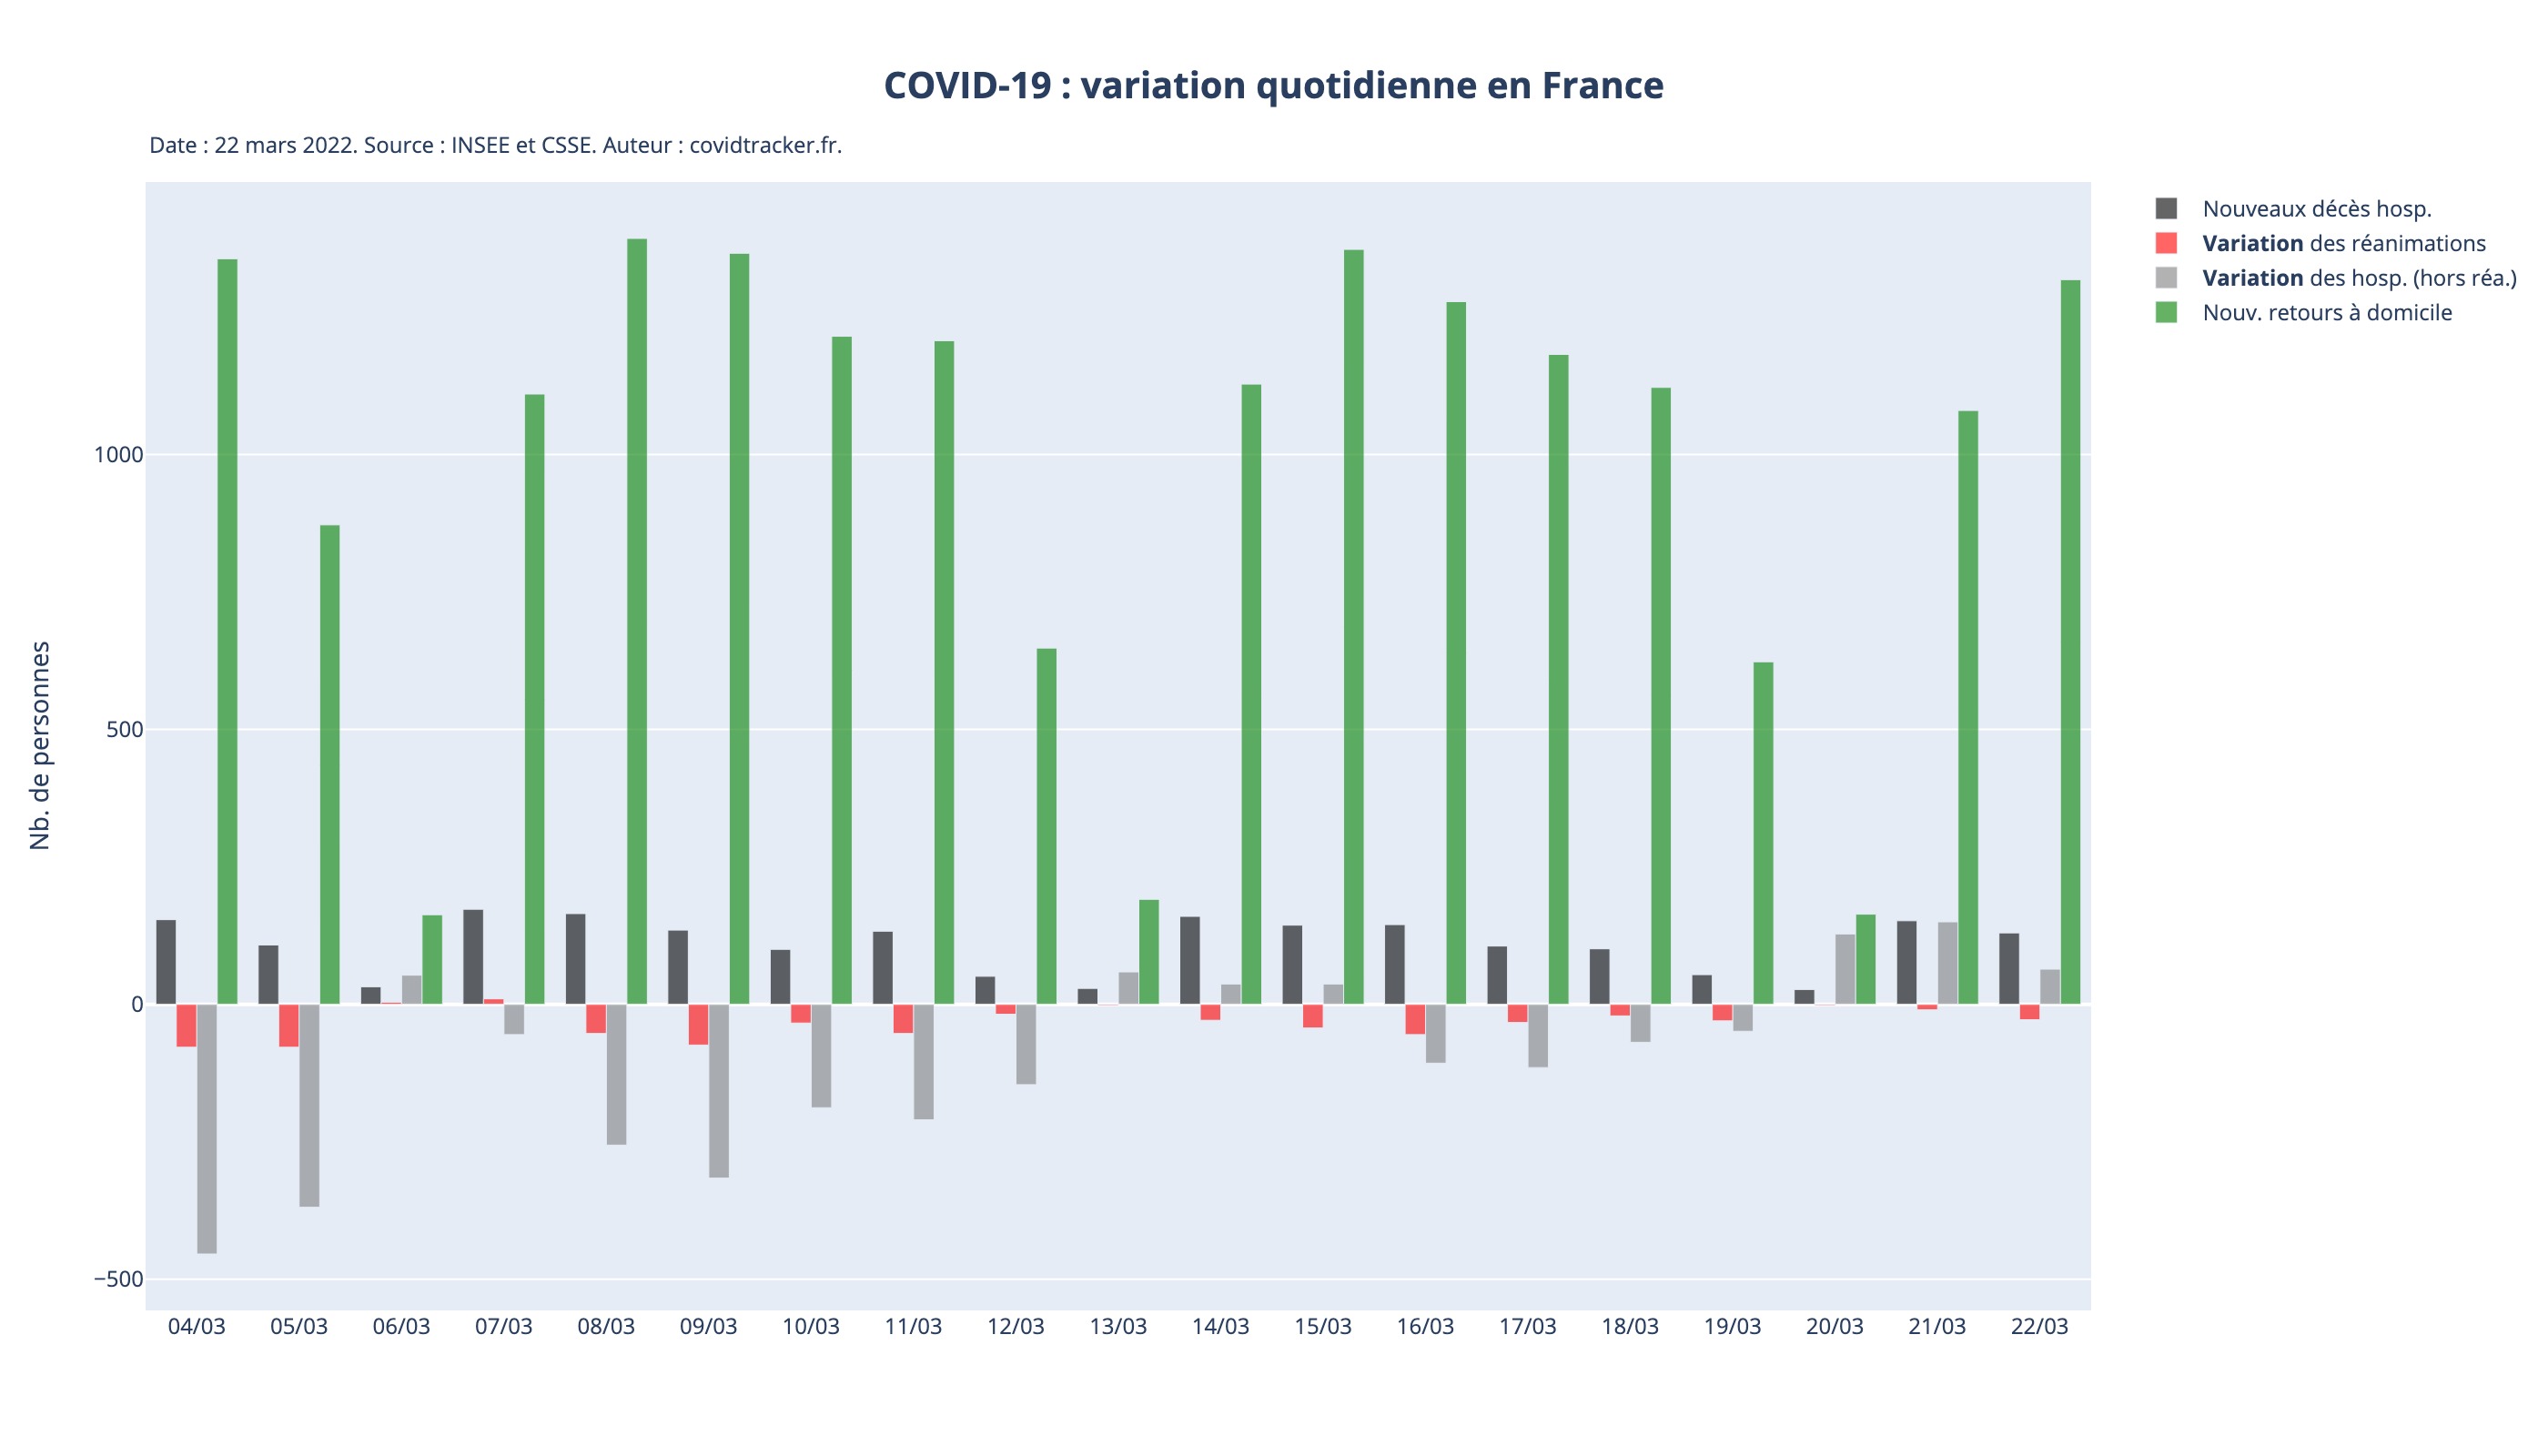 COVID-19 : variation quotidienne en France
Date : 22 mars 2022. Source : INSEE et CSSE. Auteur : covidtracker.fr.
Nouveaux décès hosp.
Variation des réanimations
Variation des hosp. (hors réa.)
Nouv. retours à domicile
Nb. de personnes
1000
500
0
−500
04/03 05/03 06/03 07/03 08/03 09/03 10/03 11/03 12/03 13/03 14/03 15/03 16/03 17/03 18/03 19/03 20/03 21/03 22/03